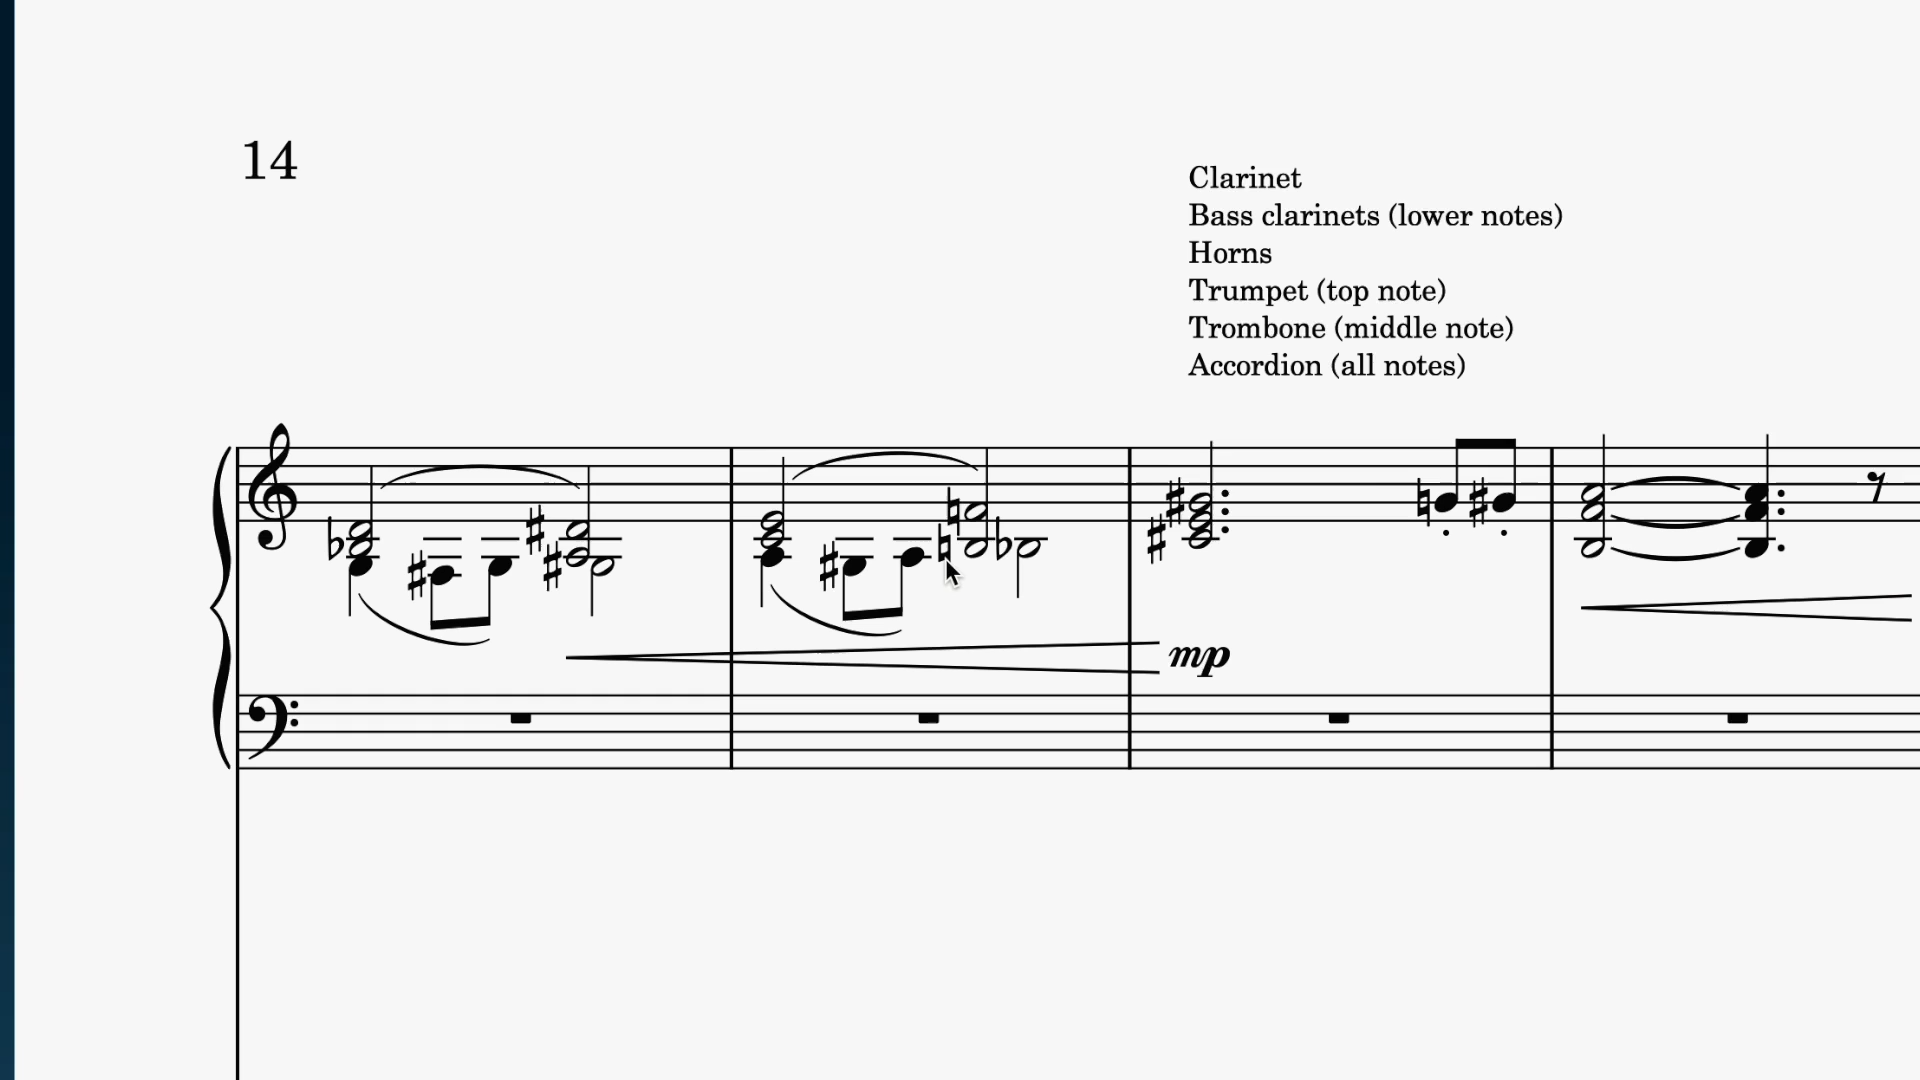 14
Clarinet
Bass clarinets (lower notes)
Horns
Trumpet (top note)
Trombone (middle note)
Accordion (all notes)
mp